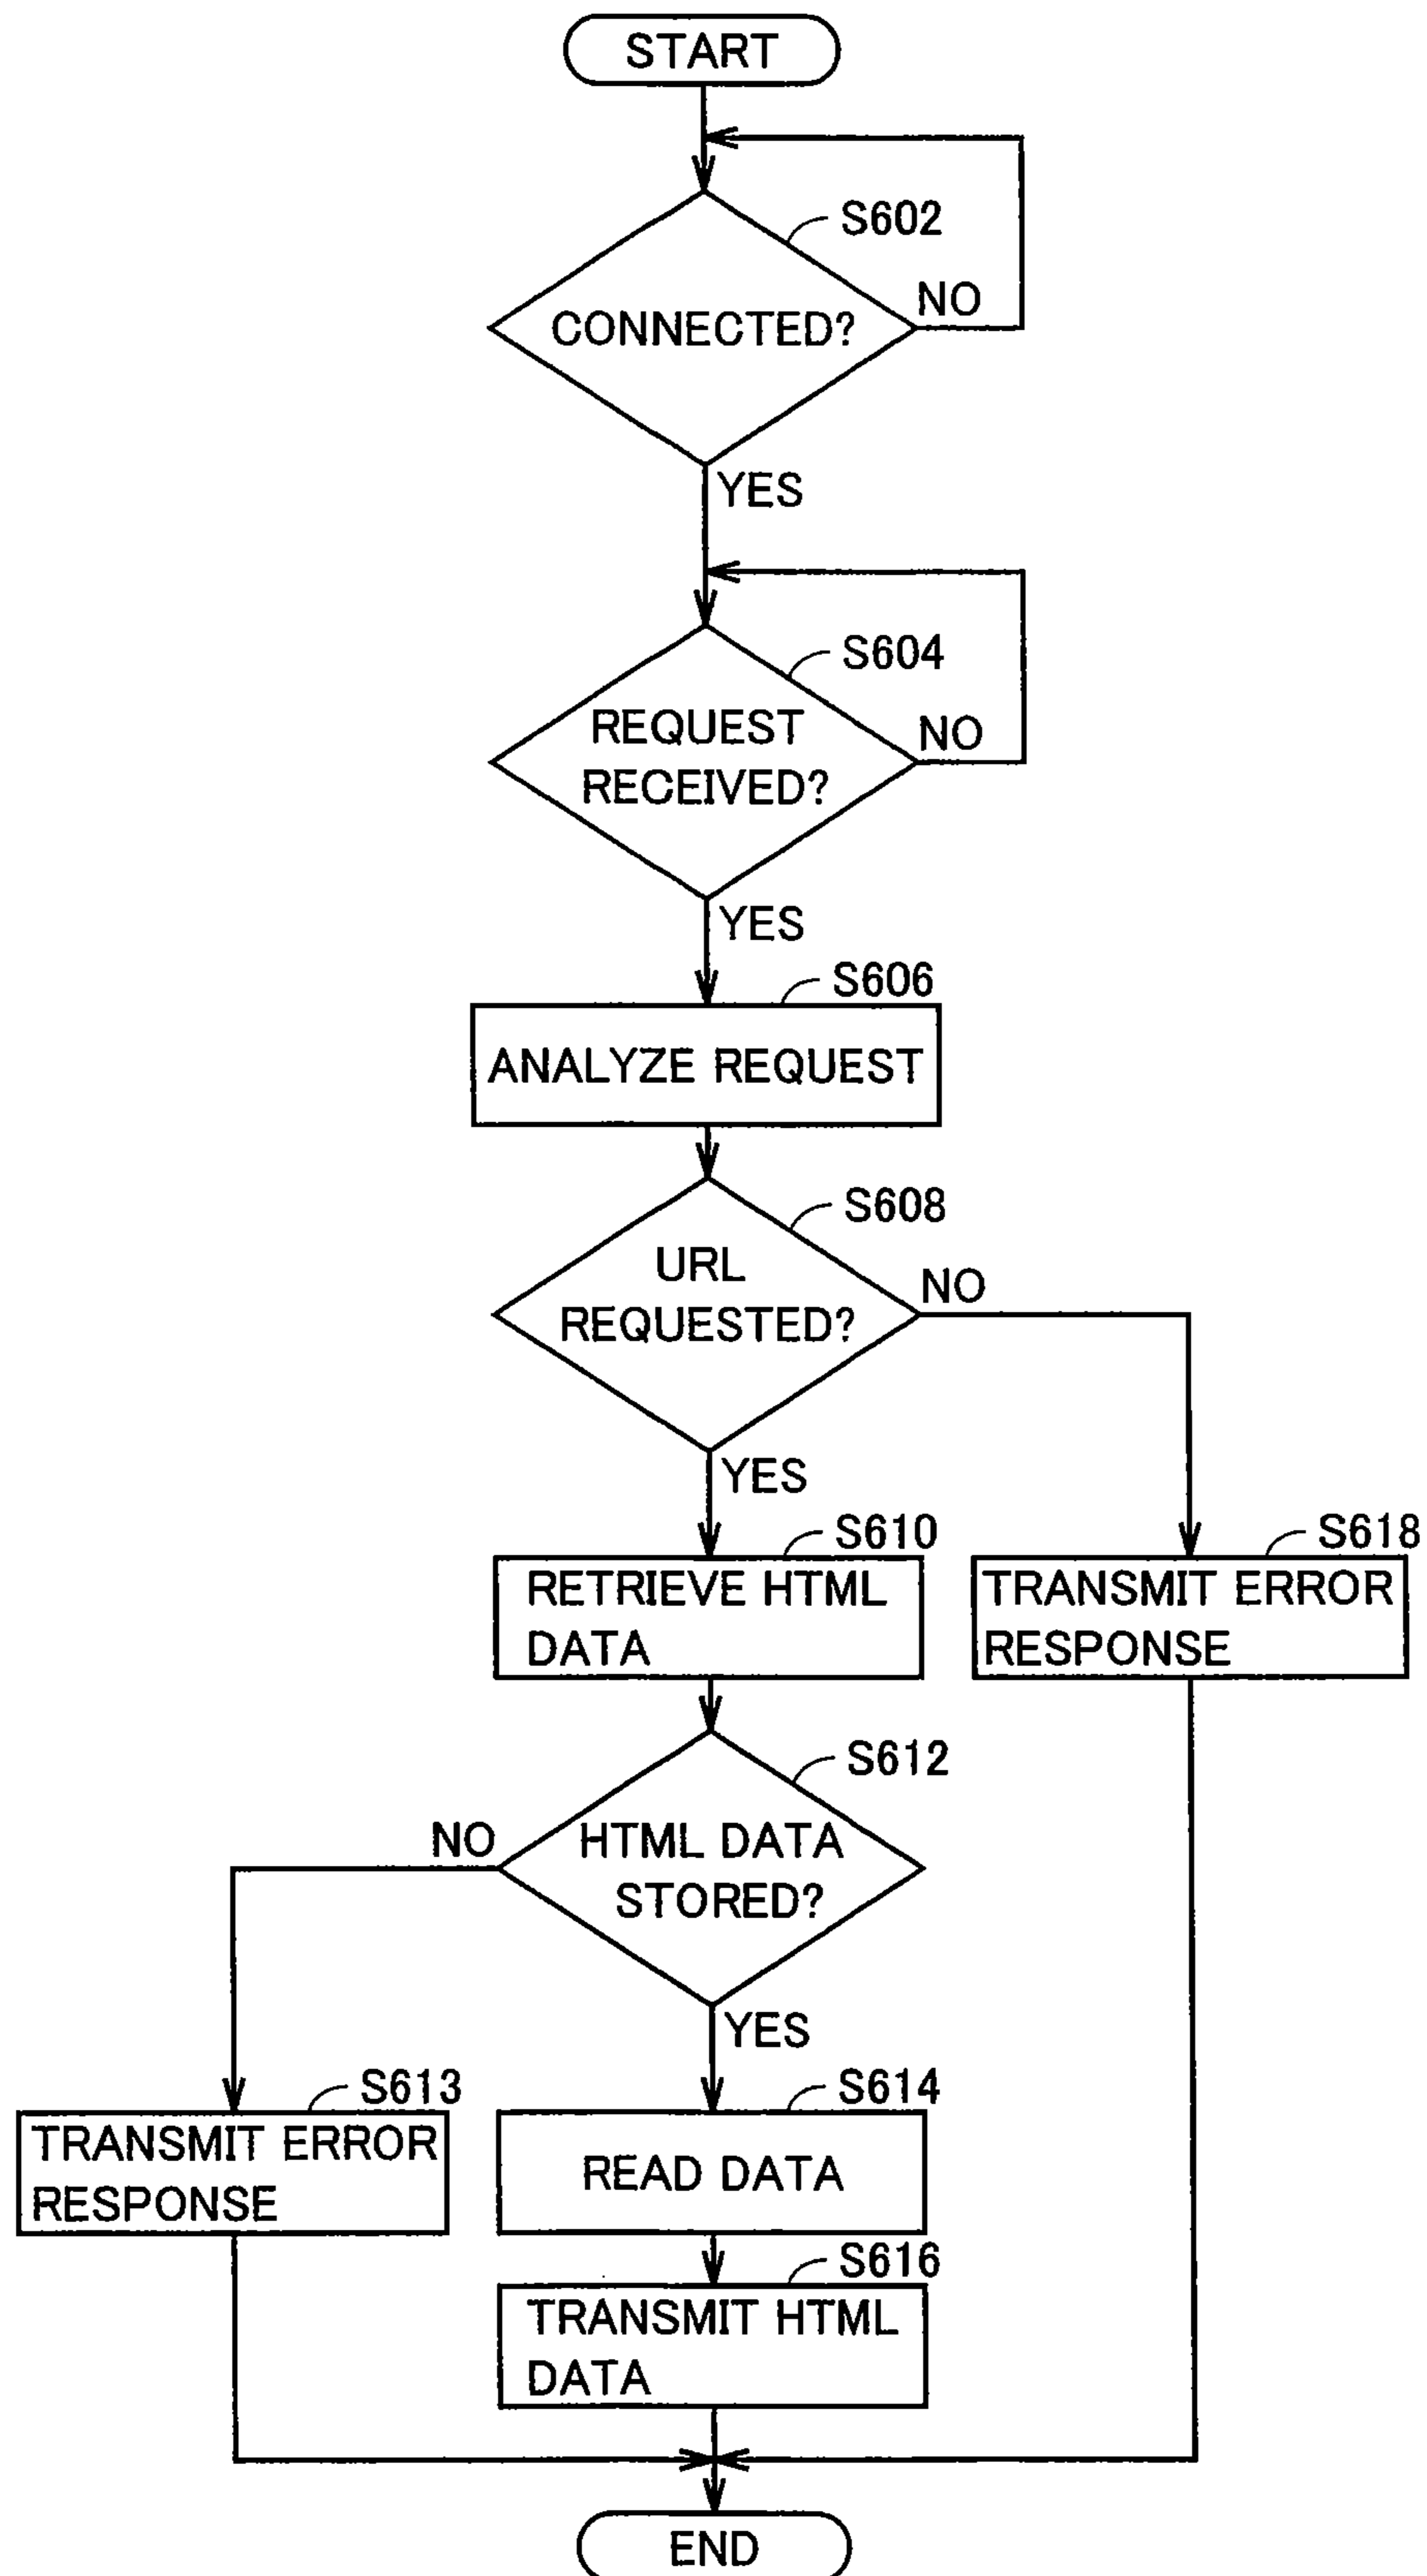 START
S602
CONNECTED?
NO
YES
S604
REQUEST
RECEIVED?
NO
YES
S606
ANALYZE REQUEST
S608
URL
REQUESTED?
NO
YES
S610
RETRIEVE HTML
DATA
S618
TRANSMIT ERROR
RESPONSE
S612
NO
HTML DATA
STORED?
YES
S613
TRANSMIT ERROR
RESPONSE
S614
READ DATA
S616
TRANSMIT HTML
DATA
END